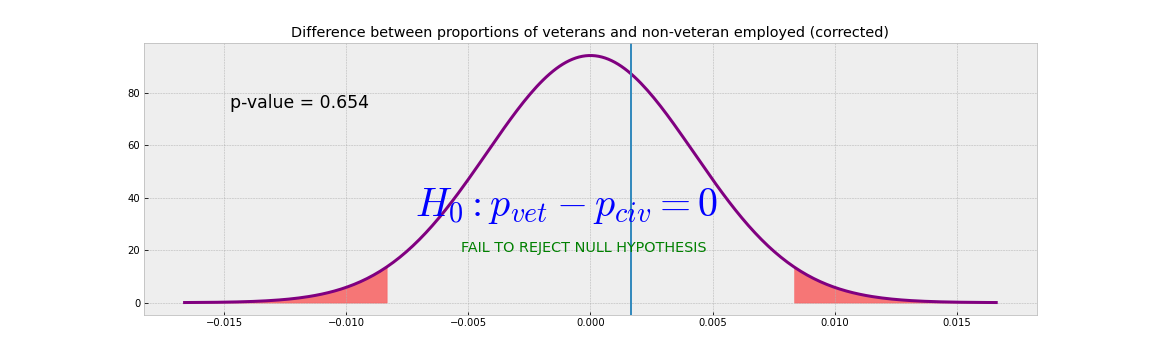 Difference between proportions of veterans and non-veteran employed (corrected)
80
p-value = 0.654
60
40
H₀ : p_vet − p_civ = 0
20
FAIL TO REJECT NULL HYPOTHESIS
0
−0.015 −0.010 −0.005 0.000 0.005 0.010 0.015